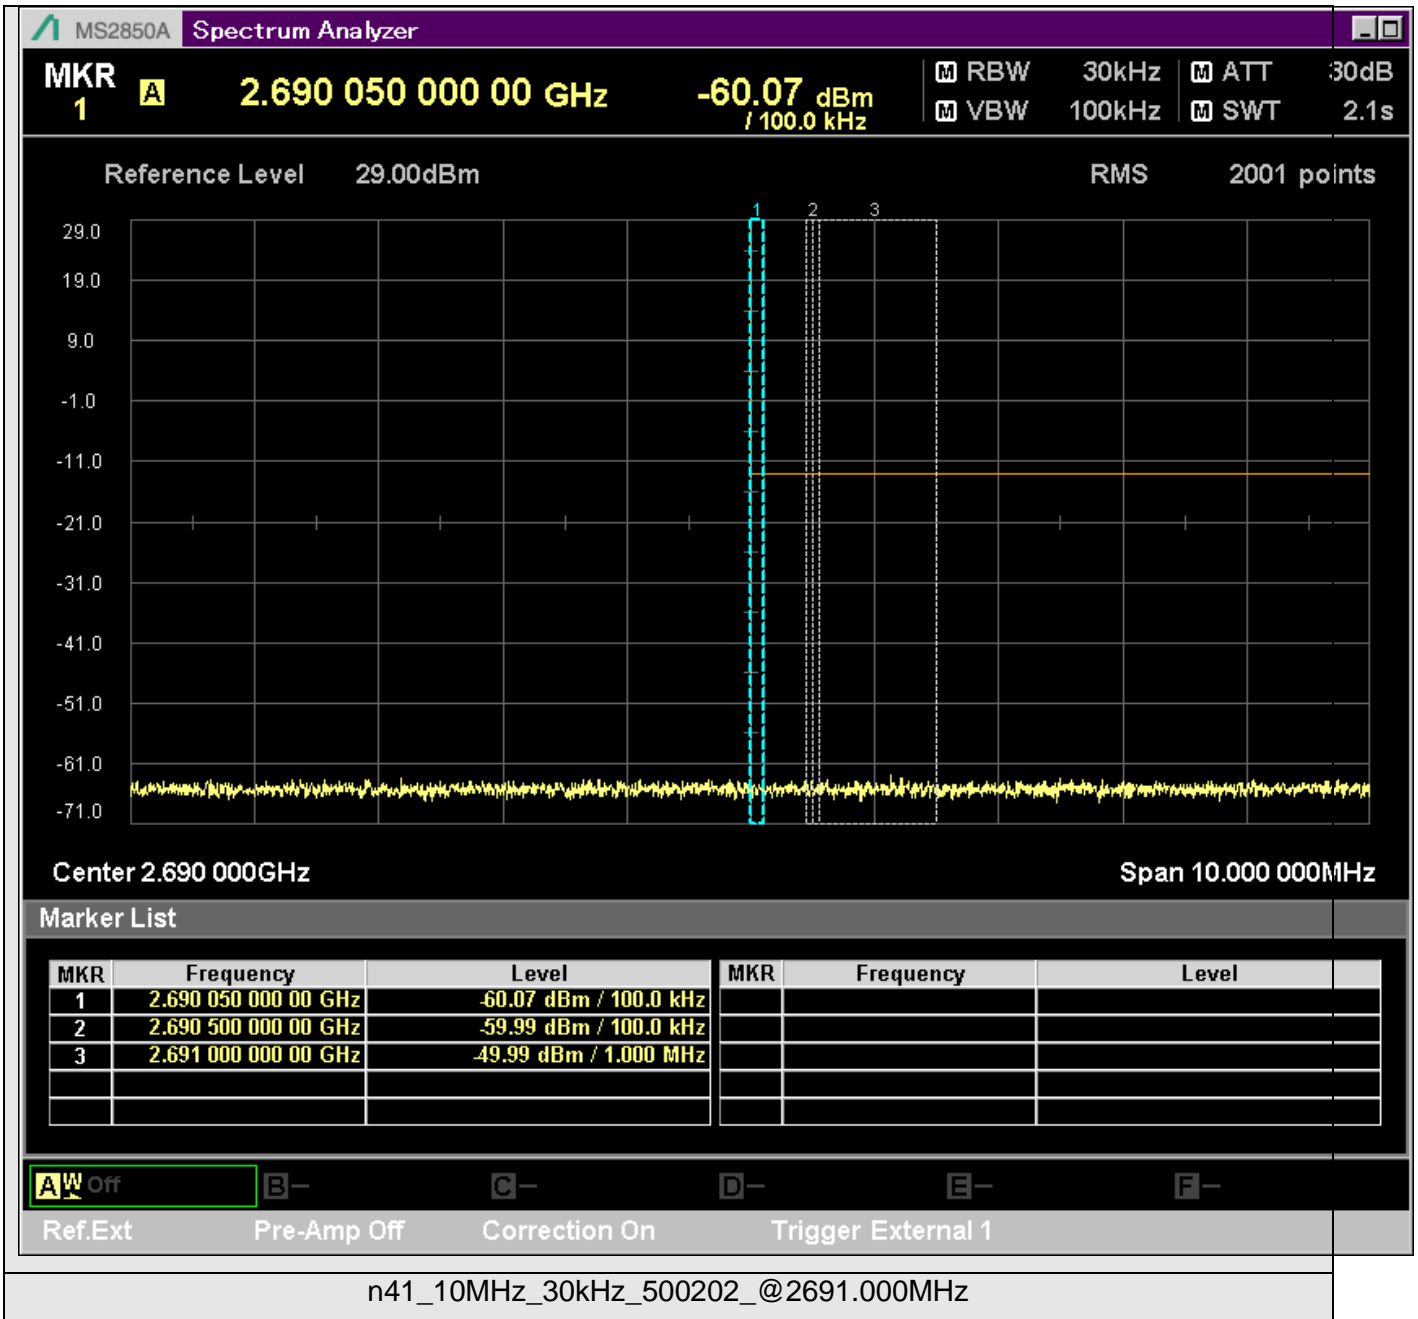 MS2850A Spectrum Analyzer
MKR 1 A 2.690 050 000 00 GHz -60.07 dBm / 100.0 kHz
M RBW 30kHz M ATT 30dB
M VBW 100kHz M SWT 2.1s
Reference Level 29.00dBm RMS 2001 points
1 2 3
29.0
19.0
9.0
-1.0
-11.0
-21.0
-31.0
-41.0
-51.0
-61.0
-71.0
Center 2.690 000GHz Span 10.000 000MHz
Marker List
MKR Frequency Level MKR Frequency Level
1 2.690 050 000 00 GHz -60.07 dBm / 100.0 kHz
2 2.690 500 000 00 GHz -59.99 dBm / 100.0 kHz
3 2.691 000 000 00 GHz -49.99 dBm / 1.000 MHz
A W Off B- C- D- E- F-
Ref.Ext Pre-Amp Off Correction On Trigger External 1
n41_10MHz_30kHz_500202_@2691.000MHz